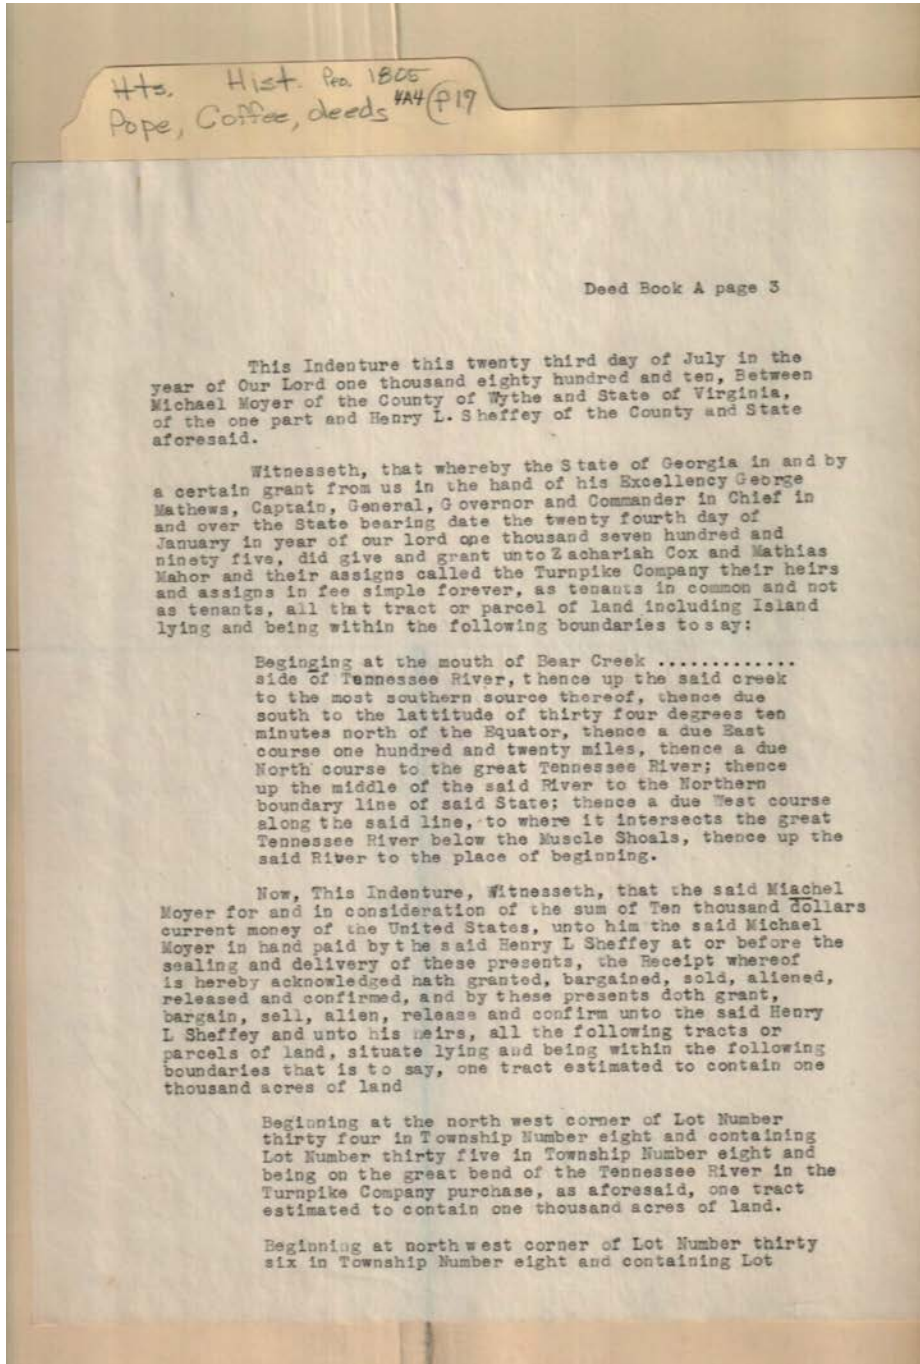 Hts. Hist. Peo. 1805
Pope, Coffee, deeds 4A4 P19
Deed Book A page 3
This Indenture this twenty third day of July in the
year of Our Lord one thousand eighty hundred and ten, Between
Michael Moyer of the County of Wythe and State of Virginia,
of the one part and Henry L. Sheffey of the County and State
aforesaid.
Witnesseth, that whereby the State of Georgia in and by
a certain grant from us in the hand of his Excellency George
Mathews, Captain, General, Governor and Commander in Chief in
and over the State bearing date the twenty fourth day of
January in year of our lord one thousand seven hundred and
ninety five, did give and grant unto Zachariah Cox and Mathias
Mahor and their assigns called the Turnpike Company their heirs
and assigns in fee simple forever, as tenants in common and not
as tenants, all that tract or parcel of land including Island
lying and being within the following boundaries to say:
Beginging at the mouth of Bear Creek .............
side of Tennessee River, thence up the said creek
to the most southern source thereof, thence due
south to the lattitude of thirty four degrees ten
minutes north of the Equator, thence a due East
course one hundred and twenty miles, thence a due
North course to the great Tennessee River; thence
up the middle of the said River to the Northern
boundary line of said State; thence a due West course
along the said line, to where it intersects the great
Tennessee River below the Muscle Shoals, thence up the
said River to the place of beginning.
Now, This Indenture, Witnesseth, that the said Miachel
Moyer for and in consideration of the sum of Ten thousand dollars
current money of the United States, unto him the said Michael
Moyer in hand paid by the said Henry L Sheffey at or before the
sealing and delivery of these presents, the Receipt whereof
is hereby acknowledged hath granted, bargained, sold, aliened,
released and confirmed, and by these presents doth grant,
bargain, sell, alien, release and confirm unto the said Henry
L Sheffey and unto his heirs, all the following tracts or
parcels of land, situate lying and being within the following
boundaries that is to say, one tract estimated to contain one
thousand acres of land
Beginning at the north west corner of Lot Number
thirty four in Township Number eight and containing
Lot Number thirty five in Township Number eight and
being on the great bend of the Tennessee River in the
Turnpike Company purchase, as aforesaid, one tract
estimated to contain one thousand acres of land.
Beginning at north west corner of Lot Number thirty
six in Township Number eight and containing Lot